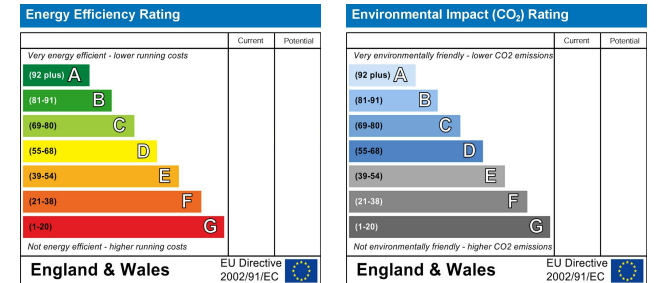 Energy Efficiency Rating
Current Potential
Very energy efficient - lower running costs
(92 plus) A
(81-91) B
(69-80) C
(55-68) D
(39-54) E
(21-38) F
(1-20) G
Not energy efficient - higher running costs
England & Wales
EU Directive
2002/91/EC
Environmental Impact (CO₂) Rating
Current Potential
Very environmentally friendly - lower CO2 emissions
(92 plus) A
(81-91) B
(69-80) C
(55-68) D
(39-54) E
(21-38) F
(1-20) G
Not environmentally friendly - higher CO2 emissions
England & Wales
EU Directive
2002/91/EC